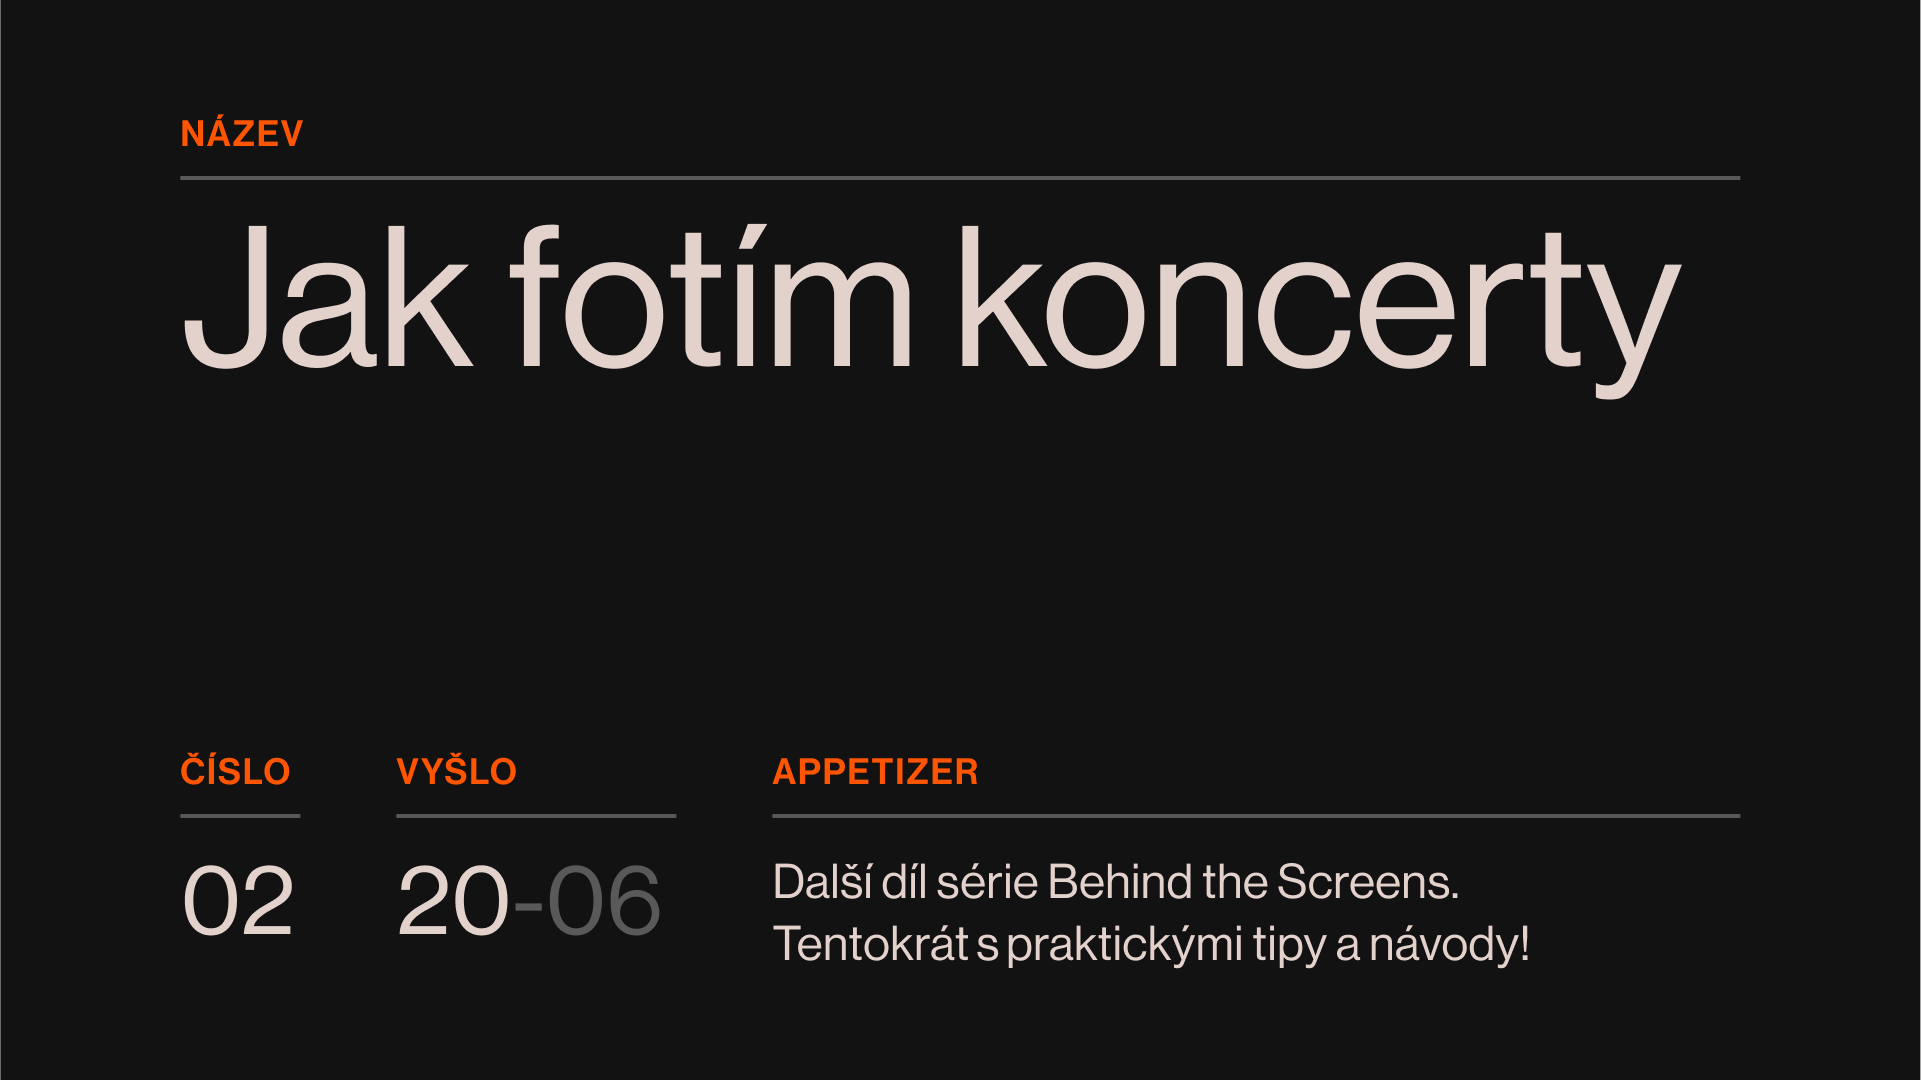 NÁZEV
Jak fotím koncerty
ČÍSLO
02
VYŠLO
20-06
APPETIZER
Další díl série Behind the Screens.
Tentokrát s praktickými tipy a návody!